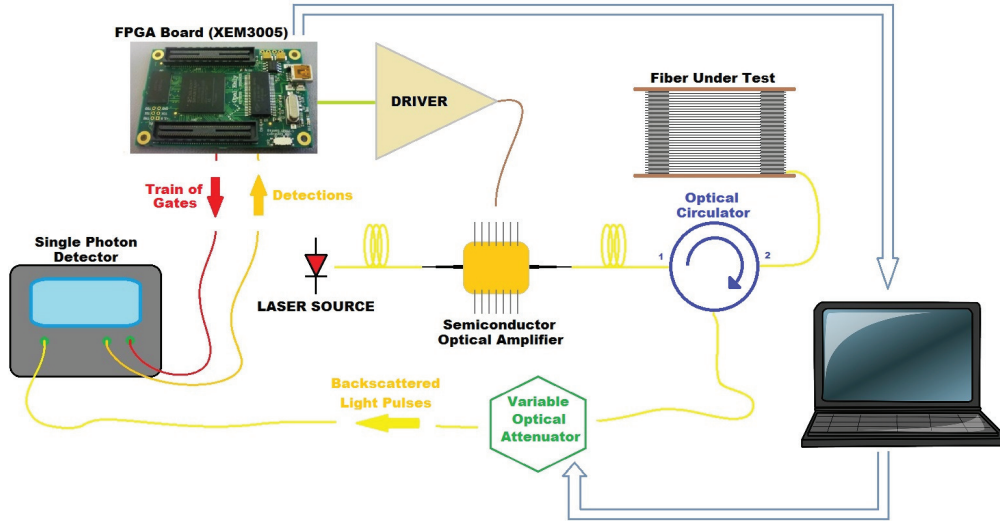 FPGA Board (XEM3005)
DRIVER
Fiber Under Test
Train of
Gates
Detections
Optical
Circulator
Single Photon
Detector
1
2
LASER SOURCE
Semiconductor
Optical Amplifier
Backscattered
Light Pulses
Variable
Optical
Attenuator